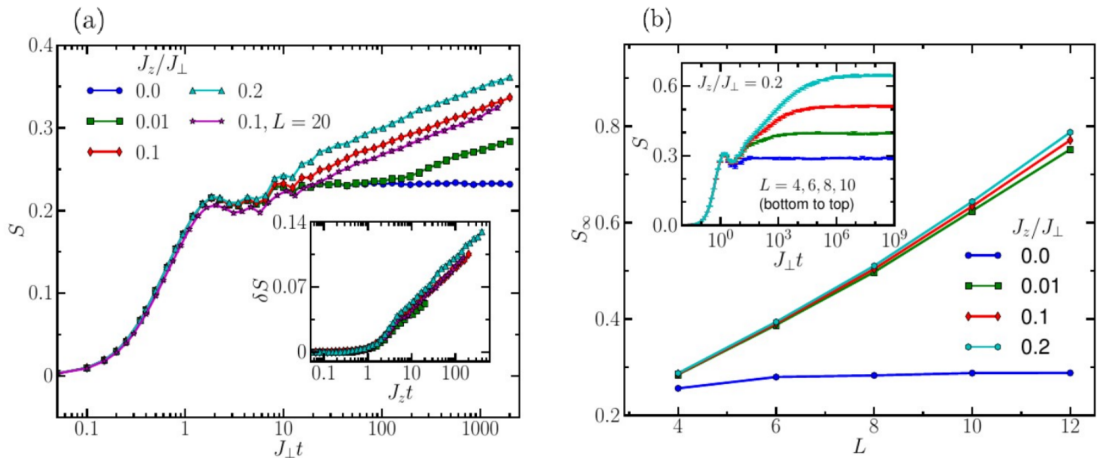 (a)
0.4
0.3
0.2
0.1
0
S
J_z/J_⊥
0.0
0.01
0.1
0.2
0.1, L = 20
0.14
0.07
0
δS
0.1
1
10
100
J_z t
0.1
1
10
100
1000
J_⊥t
(b)
0.8
0.6
0.4
0.2
S_∞
J_z/J_⊥ = 0.2
0.6
0.3
0.0
S
L = 4, 6, 8, 10
(bottom to top)
10^0
10^3
10^6
10^9
J_⊥t
J_z/J_⊥
0.0
0.01
0.1
0.2
4
6
8
10
12
L